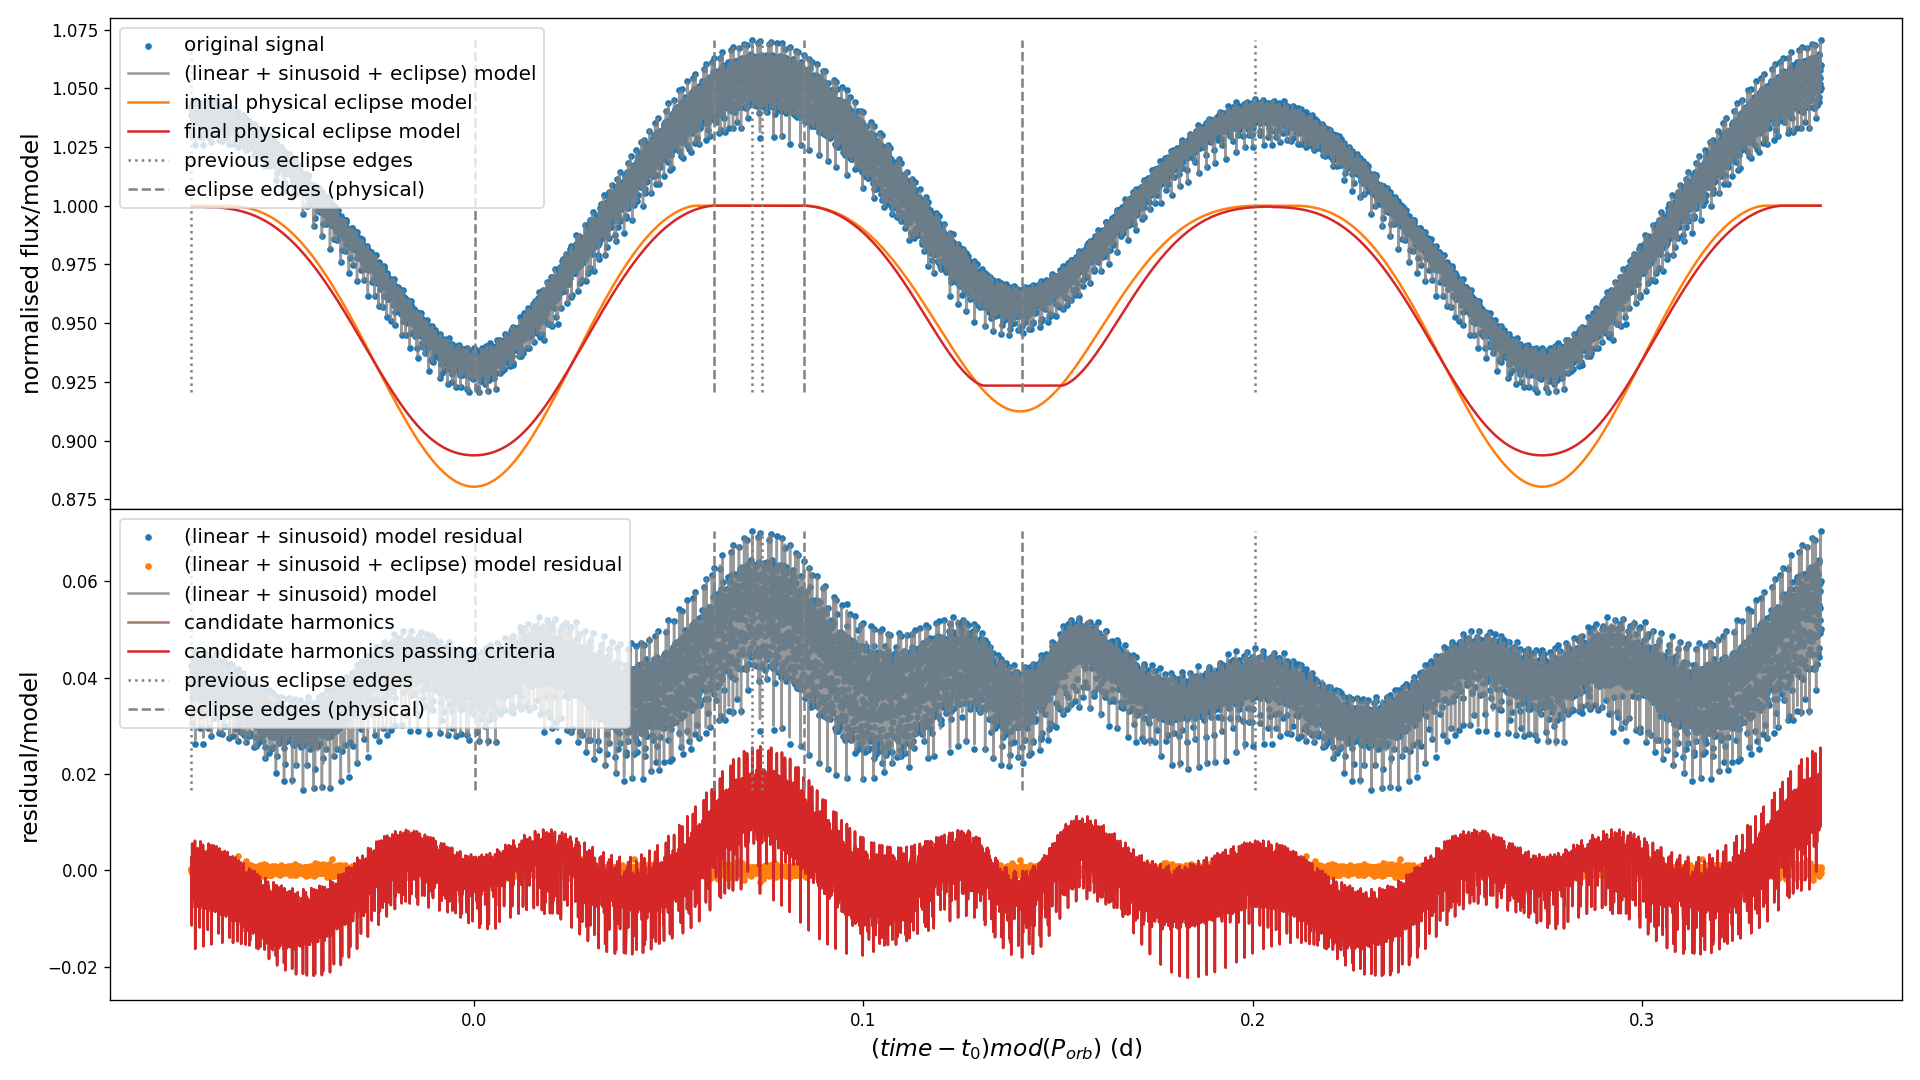 1.075
1.050
1.025
1.000
0.975
0.950
0.925
0.900
0.875
normalised flux/model
original signal
(linear + sinusoid + eclipse) model
initial physical eclipse model
final physical eclipse model
previous eclipse edges
eclipse edges (physical)
0.06
0.04
0.02
0.00
−0.02
residual/model
(linear + sinusoid) model residual
(linear + sinusoid + eclipse) model residual
(linear + sinusoid) model
candidate harmonics
candidate harmonics passing criteria
previous eclipse edges
eclipse edges (physical)
0.0 0.1 0.2 0.3
(time − t₀)mod(P_orb) (d)